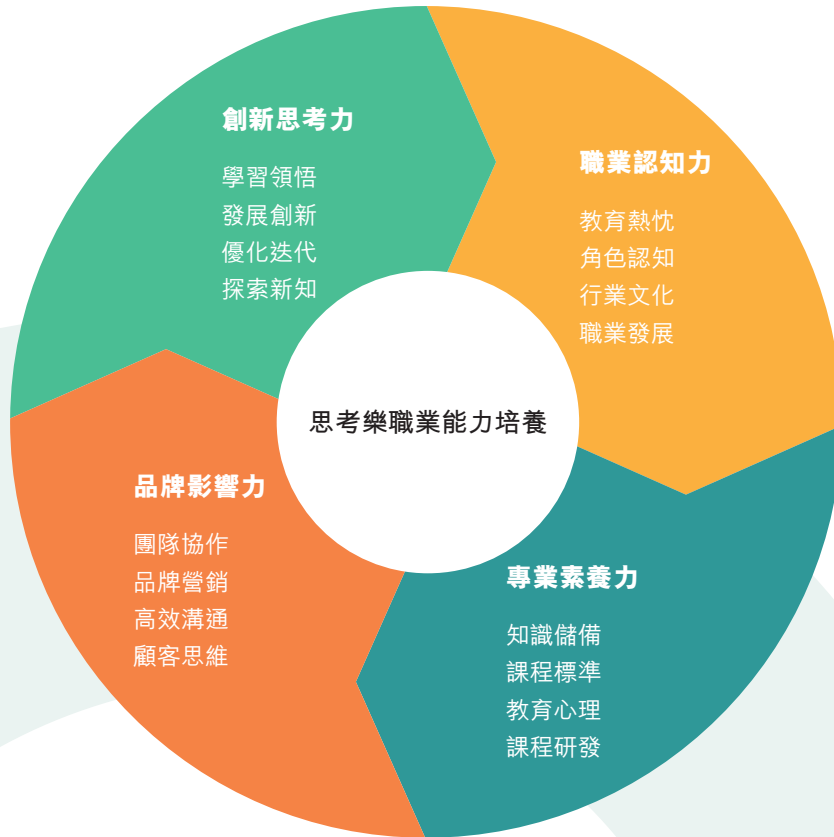 創新思考力
學習領悟
發展創新
優化迭代
探索新知
職業認知力
教育熱忱
角色認知
行業文化
職業發展
思考樂職業能力培養
品牌影響力
團隊協作
品牌營銷
高效溝通
顧客思維
專業素養力
知識儲備
課程標準
教育心理
課程研發